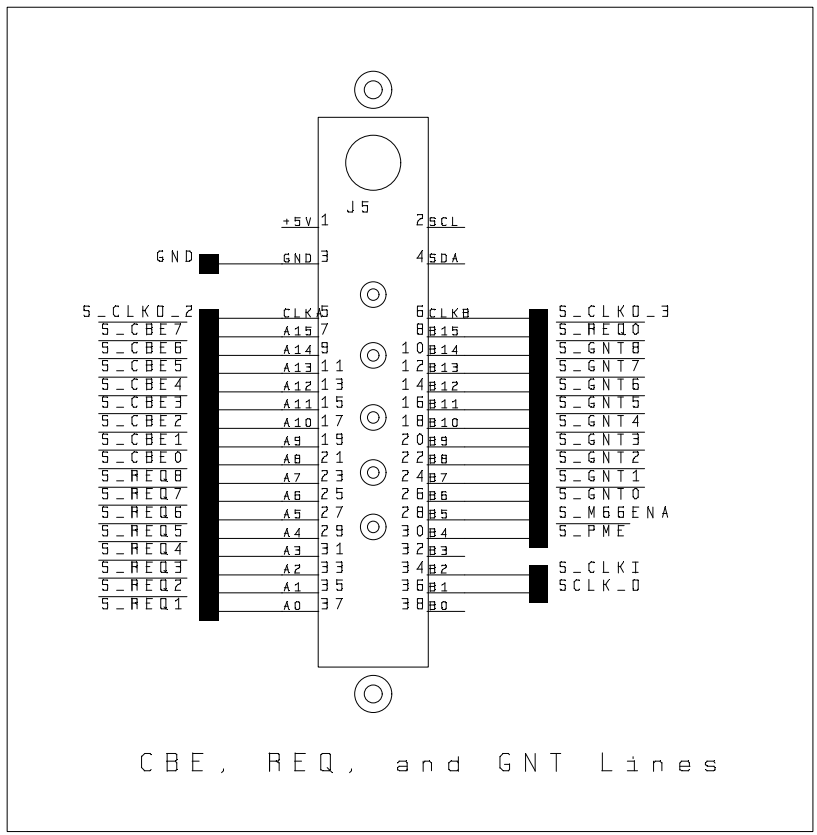 J5
+5V 1 2 SCL
GND GND 3 4 SDA
S_CLKO_2 CLKA 5 6 CLKB S_CLKO_3
S_CBE7 A15 7 8 B15 S_REQ0
S_CBE6 A14 9 10 B14 S_GNT8
S_CBE5 A13 11 12 B13 S_GNT7
S_CBE4 A12 13 14 B12 S_GNT6
S_CBE3 A11 15 16 B11 S_GNT5
S_CBE2 A10 17 18 B10 S_GNT4
S_CBE1 A9 19 20 B9 S_GNT3
S_CBE0 A8 21 22 B8 S_GNT2
S_REQ8 A7 23 24 B7 S_GNT1
S_REQ7 A6 25 26 B6 S_GNT0
S_REQ6 A5 27 28 B5 S_M66ENA
S_REQ5 A4 29 30 B4 S_PME
S_REQ4 A3 31 32 B3
S_REQ3 A2 33 34 B2 S_CLKI
S_REQ2 A1 35 36 B1 SCLK_O
S_REQ1 A0 37 38 B0
CBE, REQ, and GNT Lines